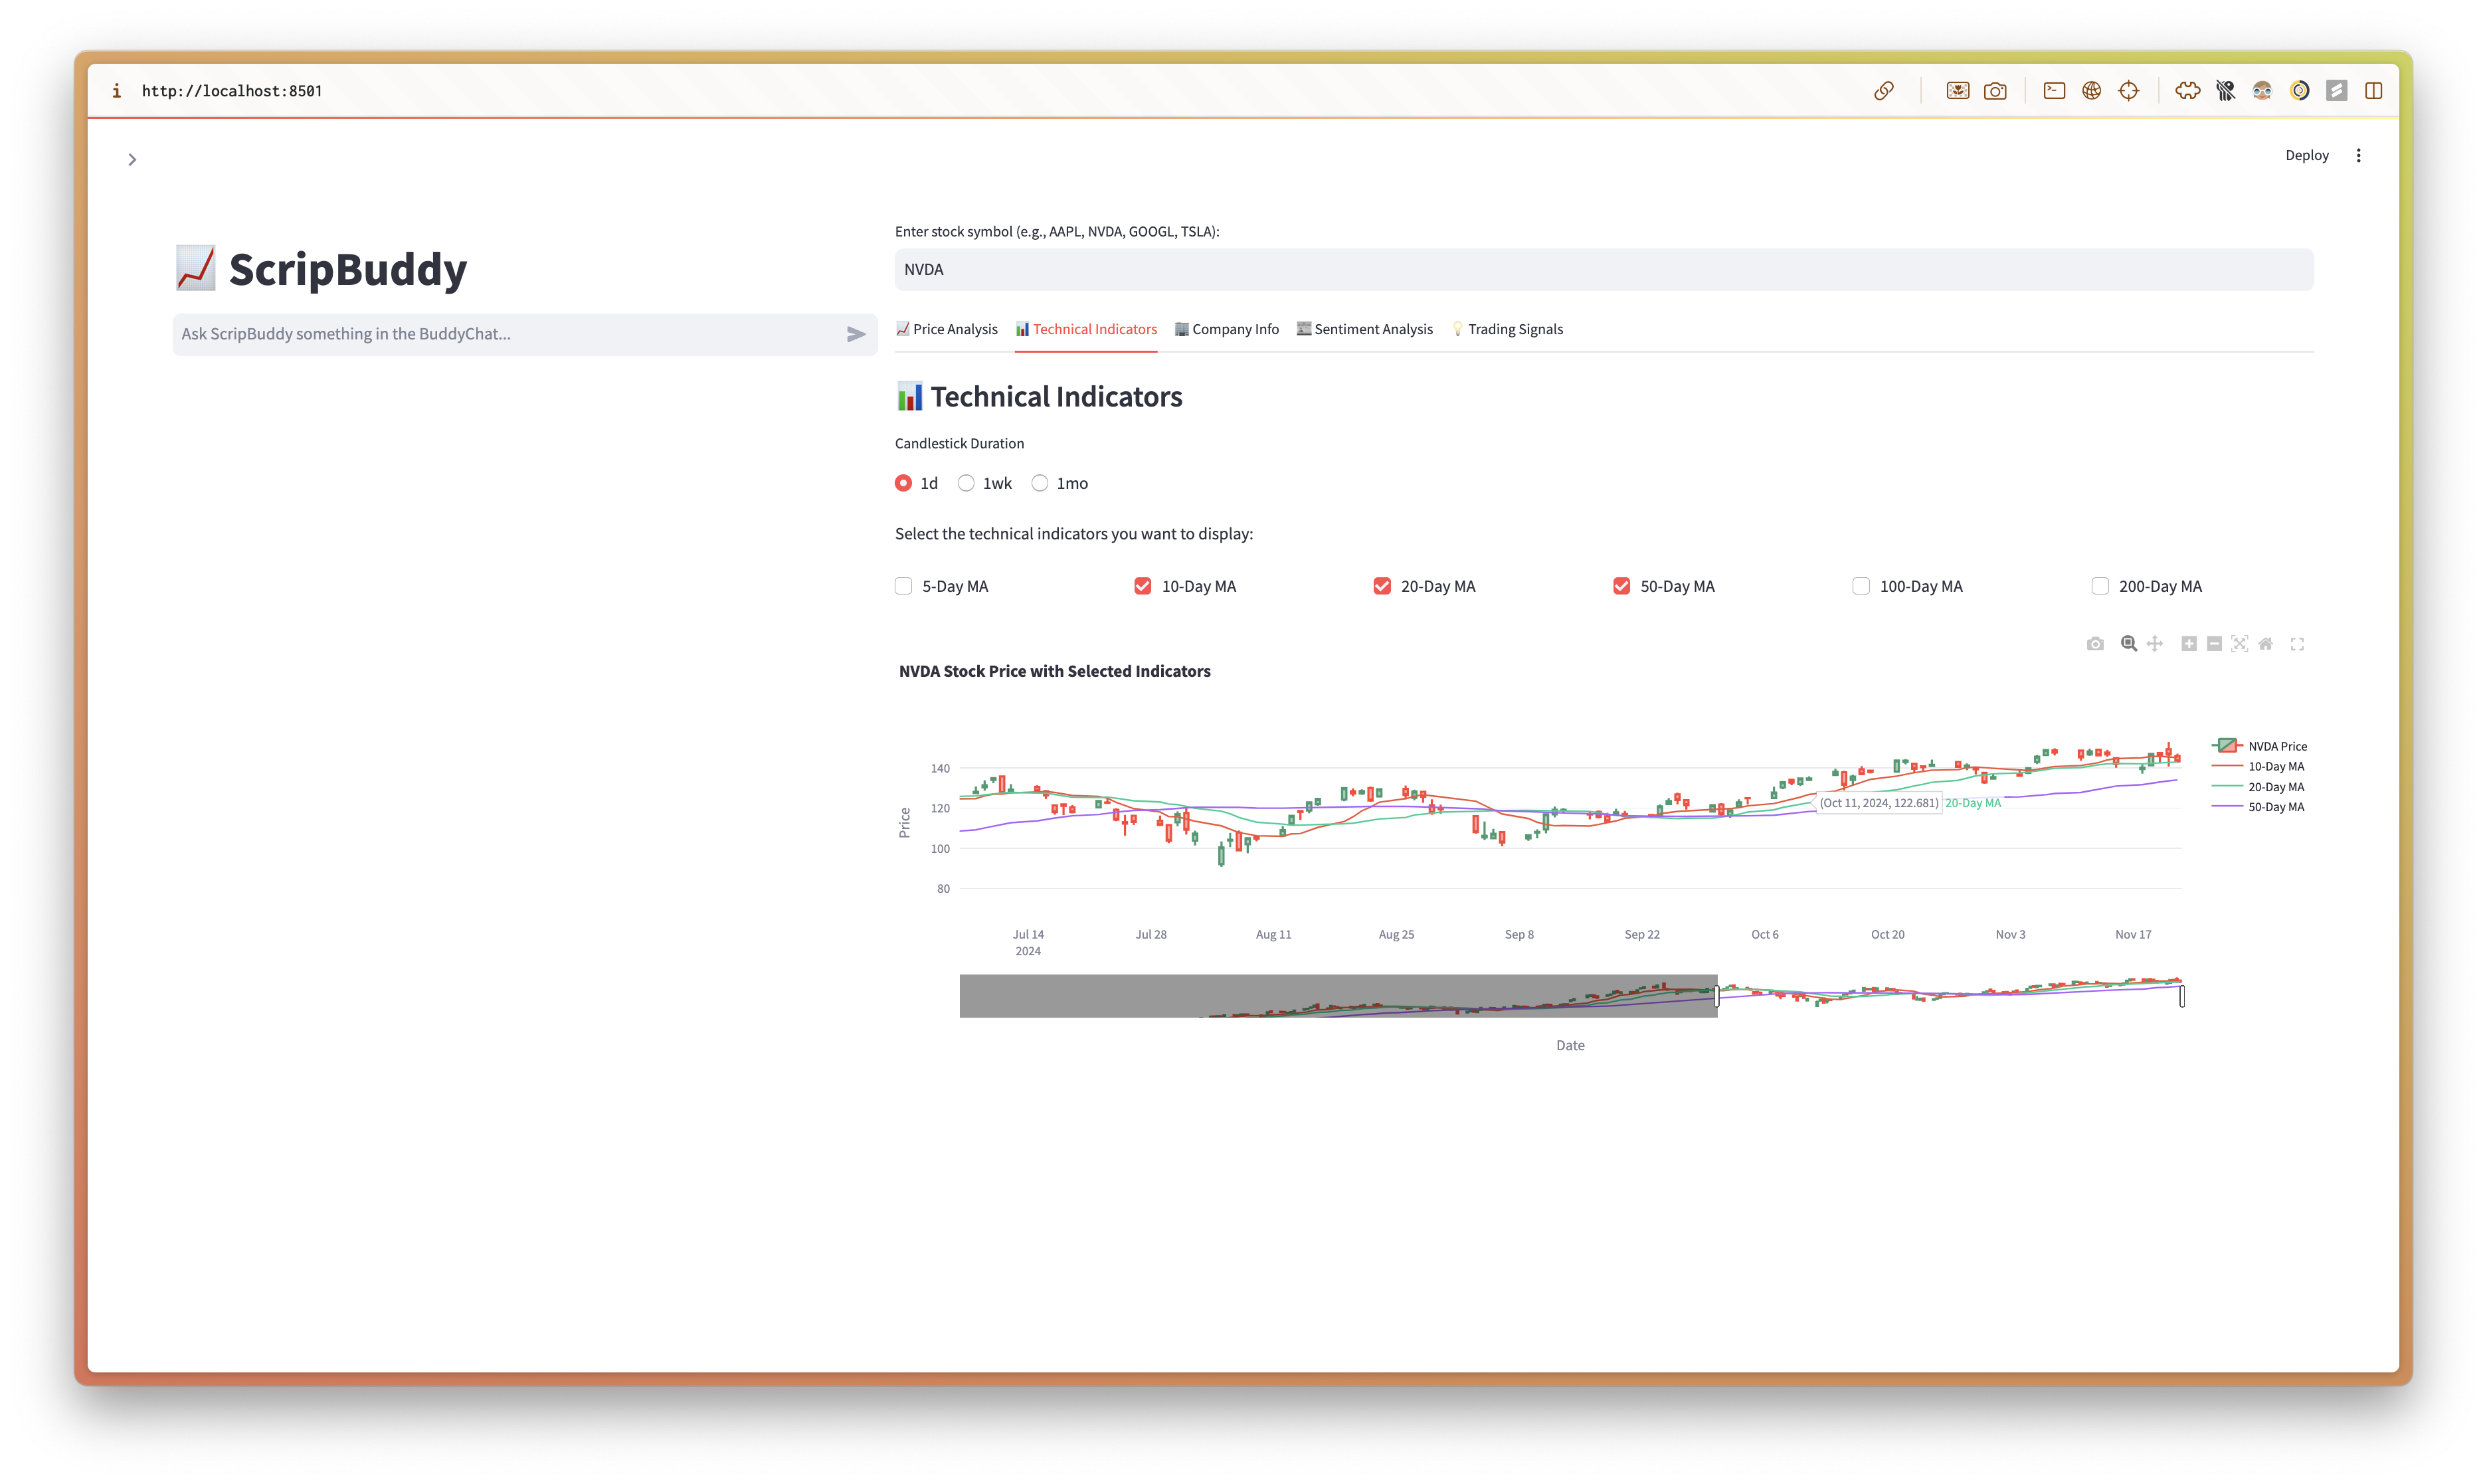 i http://localhost:8501
Deploy
ScripBuddy
Ask ScripBuddy something in the BuddyChat...
Enter stock symbol (e.g., AAPL, NVDA, GOOGL, TSLA):
NVDA
Price Analysis Technical Indicators Company Info Sentiment Analysis Trading Signals
Technical Indicators
Candlestick Duration
1d 1wk 1mo
Select the technical indicators you want to display:
5-Day MA 10-Day MA 20-Day MA 50-Day MA 100-Day MA 200-Day MA
NVDA Stock Price with Selected Indicators
NVDA Price
10-Day MA
20-Day MA
50-Day MA
Price
140
120
100
80
(Oct 11, 2024, 122.681) 20-Day MA
Jul 14 Jul 28 Aug 11 Aug 25 Sep 8 Sep 22 Oct 6 Oct 20 Nov 3 Nov 17
2024
Date